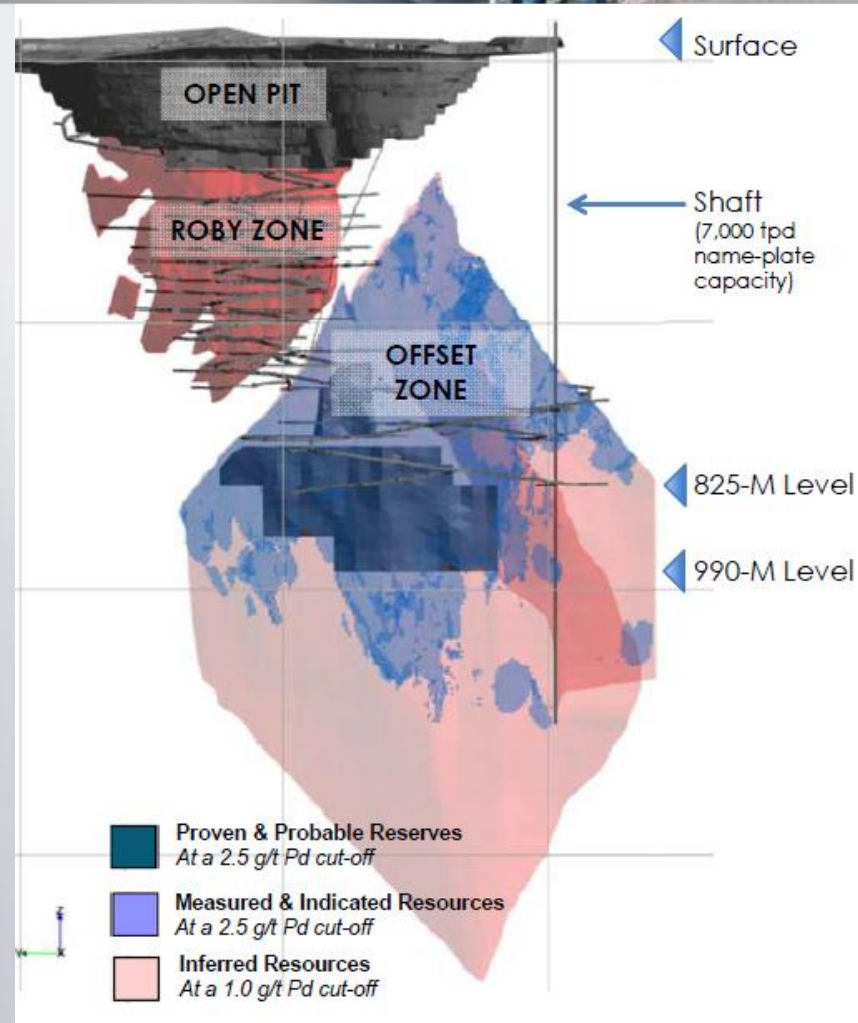 Surface
OPEN PIT
Shaft
(7,000 tpd
name-plate
capacity)
ROBY ZONE
OFFSET
ZONE
825-M Level
990-M Level
Proven & Probable Reserves
At a 2.5 g/t Pd cut-off
Measured & Indicated Resources
At a 2.5 g/t Pd cut-off
Inferred Resources
At a 1.0 g/t Pd cut-off
Z
Y
X